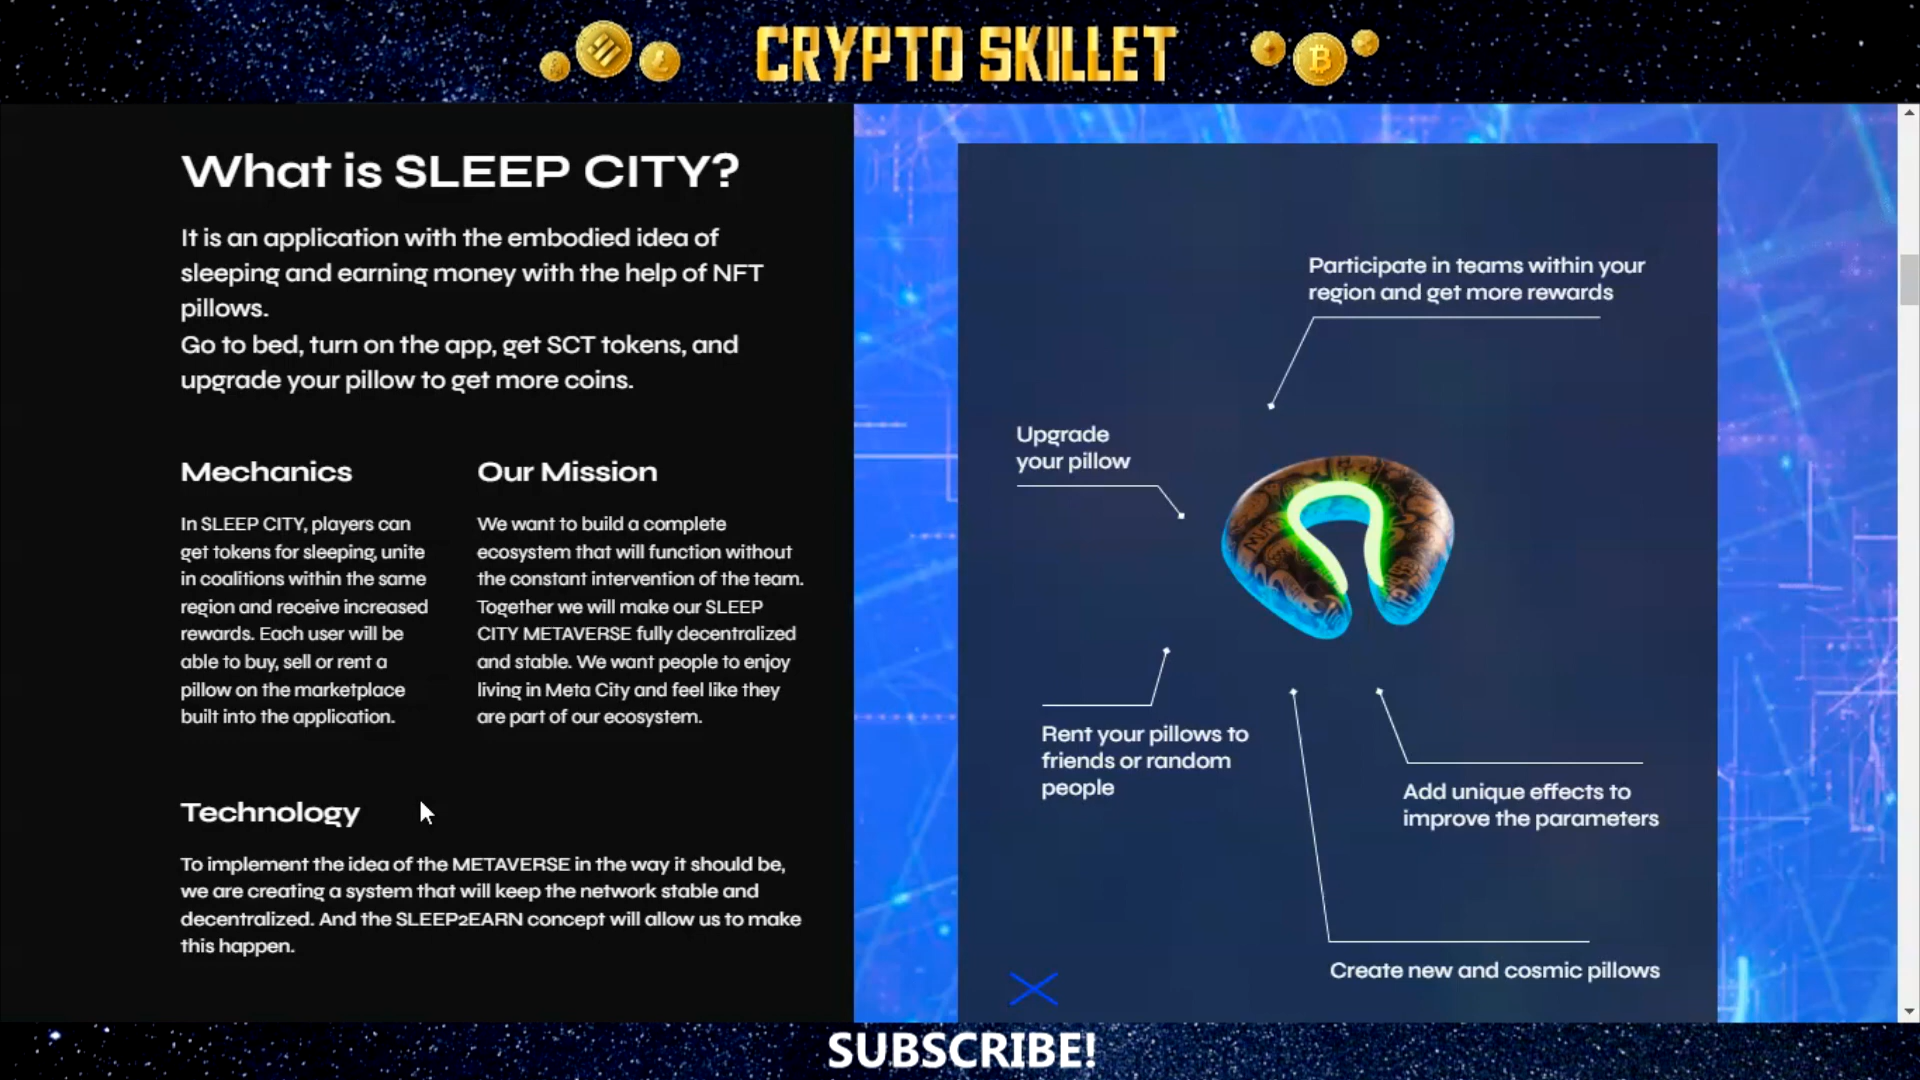 CRYPTO SKILLET
What is SLEEP CITY?
It is an application with the embodied idea of
sleeping and earning money with the help of NFT
pillows.
Go to bed, turn on the app, get SCT tokens, and
upgrade your pillow to get more coins.
Mechanics
In SLEEP CITY, players can
get tokens for sleeping, unite
in coalitions within the same
region and receive increased
rewards. Each user will be
able to buy, sell or rent a
pillow on the marketplace
built into the application.
Our Mission
We want to build a complete
ecosystem that will function without
the constant intervention of the team.
Together we will make our SLEEP
CITY METAVERSE fully decentralized
and stable. We want people to enjoy
living in Meta City and feel like they
are part of our ecosystem.
Technology
To implement the idea of the METAVERSE in the way it should be,
we are creating a system that will keep the network stable and
decentralized. And the SLEEP2EARN concept will allow us to make
this happen.
Participate in teams within your
region and get more rewards
Upgrade
your pillow
Rent your pillows to
friends or random
people
Add unique effects to
improve the parameters
Create new and cosmic pillows
SUBSCRIBE!